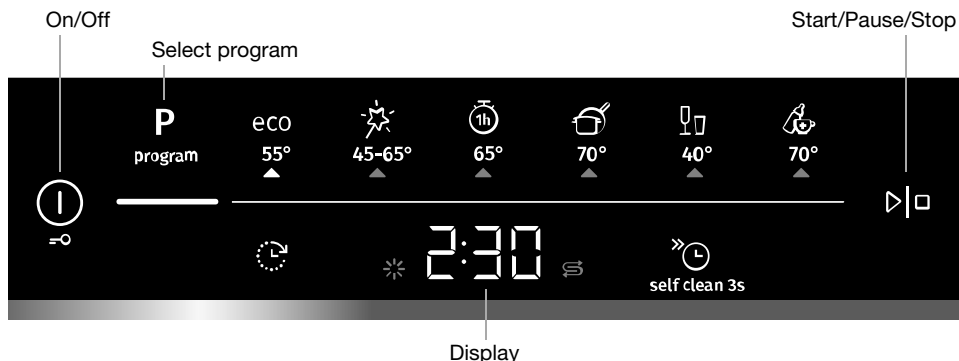 On/Off
Start/Pause/Stop
Select program
P
program
eco
55°
45-65°
1h
65°
70°
40°
70°
2:30
self clean 3s
Display